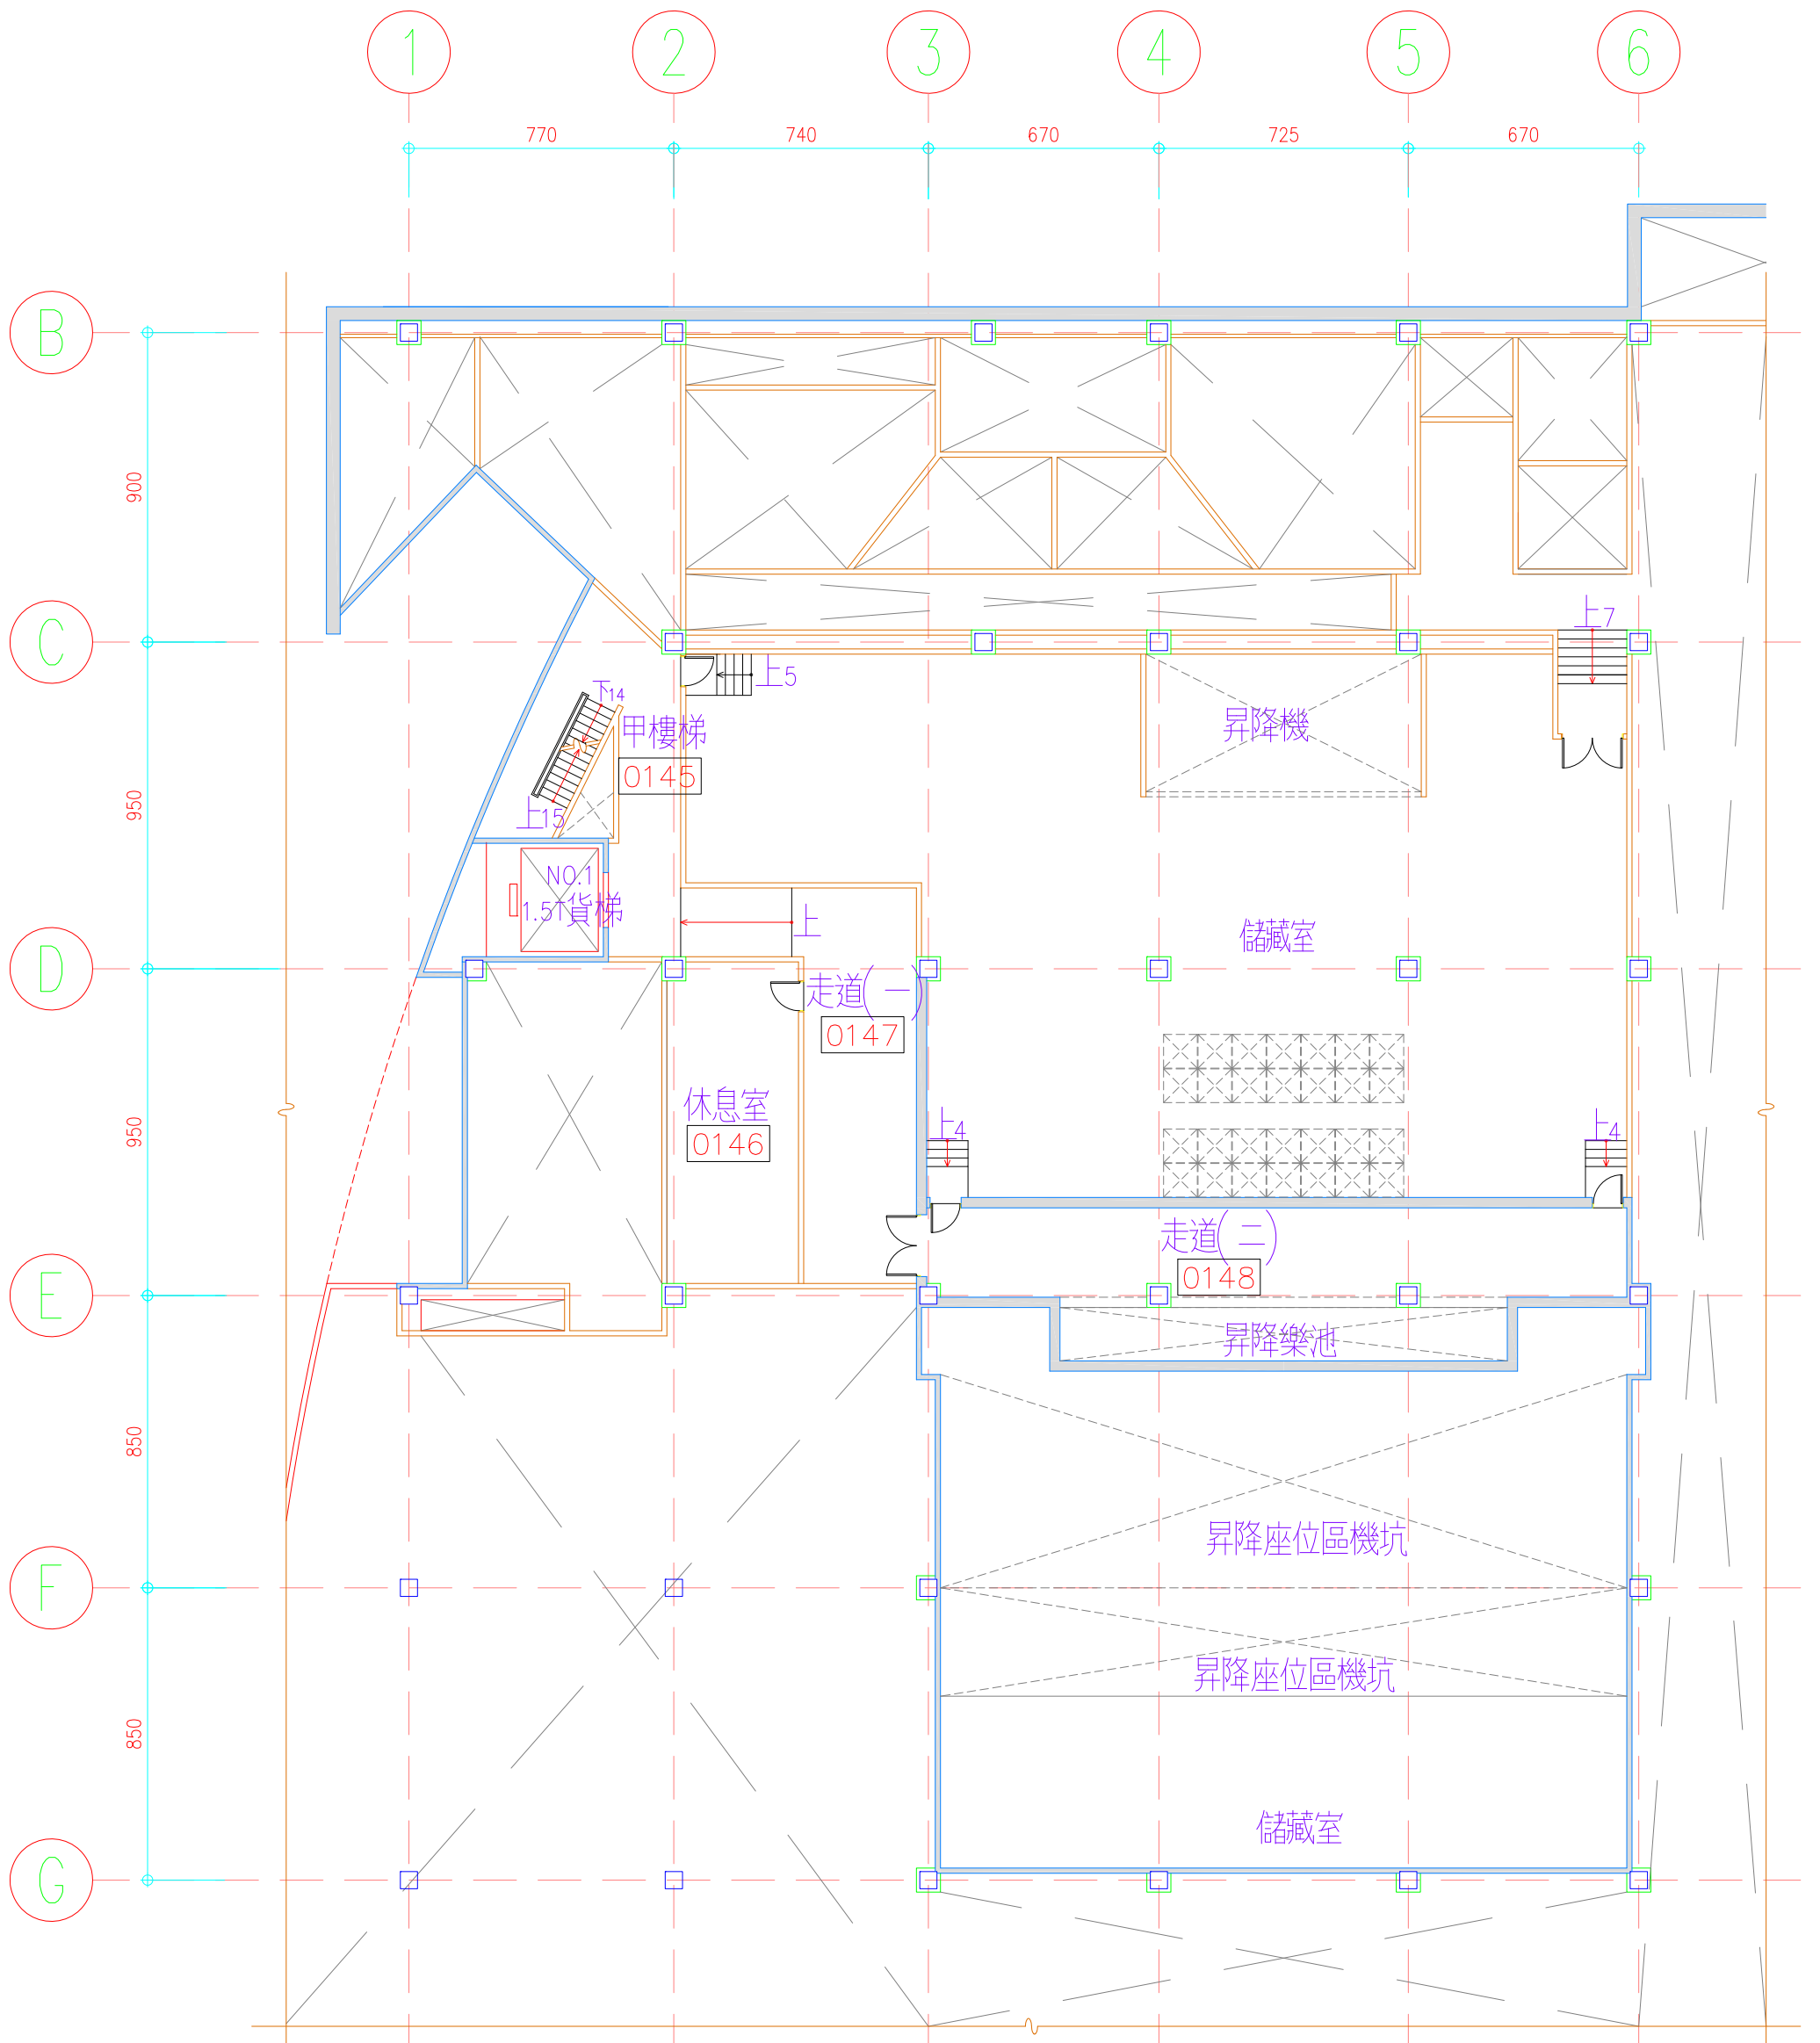 1 2 3 4 5 6
770 740 670 725 670
B
900
C
上7
上5
下14
甲樓梯
昇降機
0145
950
上15
NO.1
1.5T貨梯
上
儲藏室
D
走道(一)
0147
休息室
0146
950
上4
上4
走道(二)
0148
E
昇降樂池
850
昇降座位區機坑
F
昇降座位區機坑
850
儲藏室
G